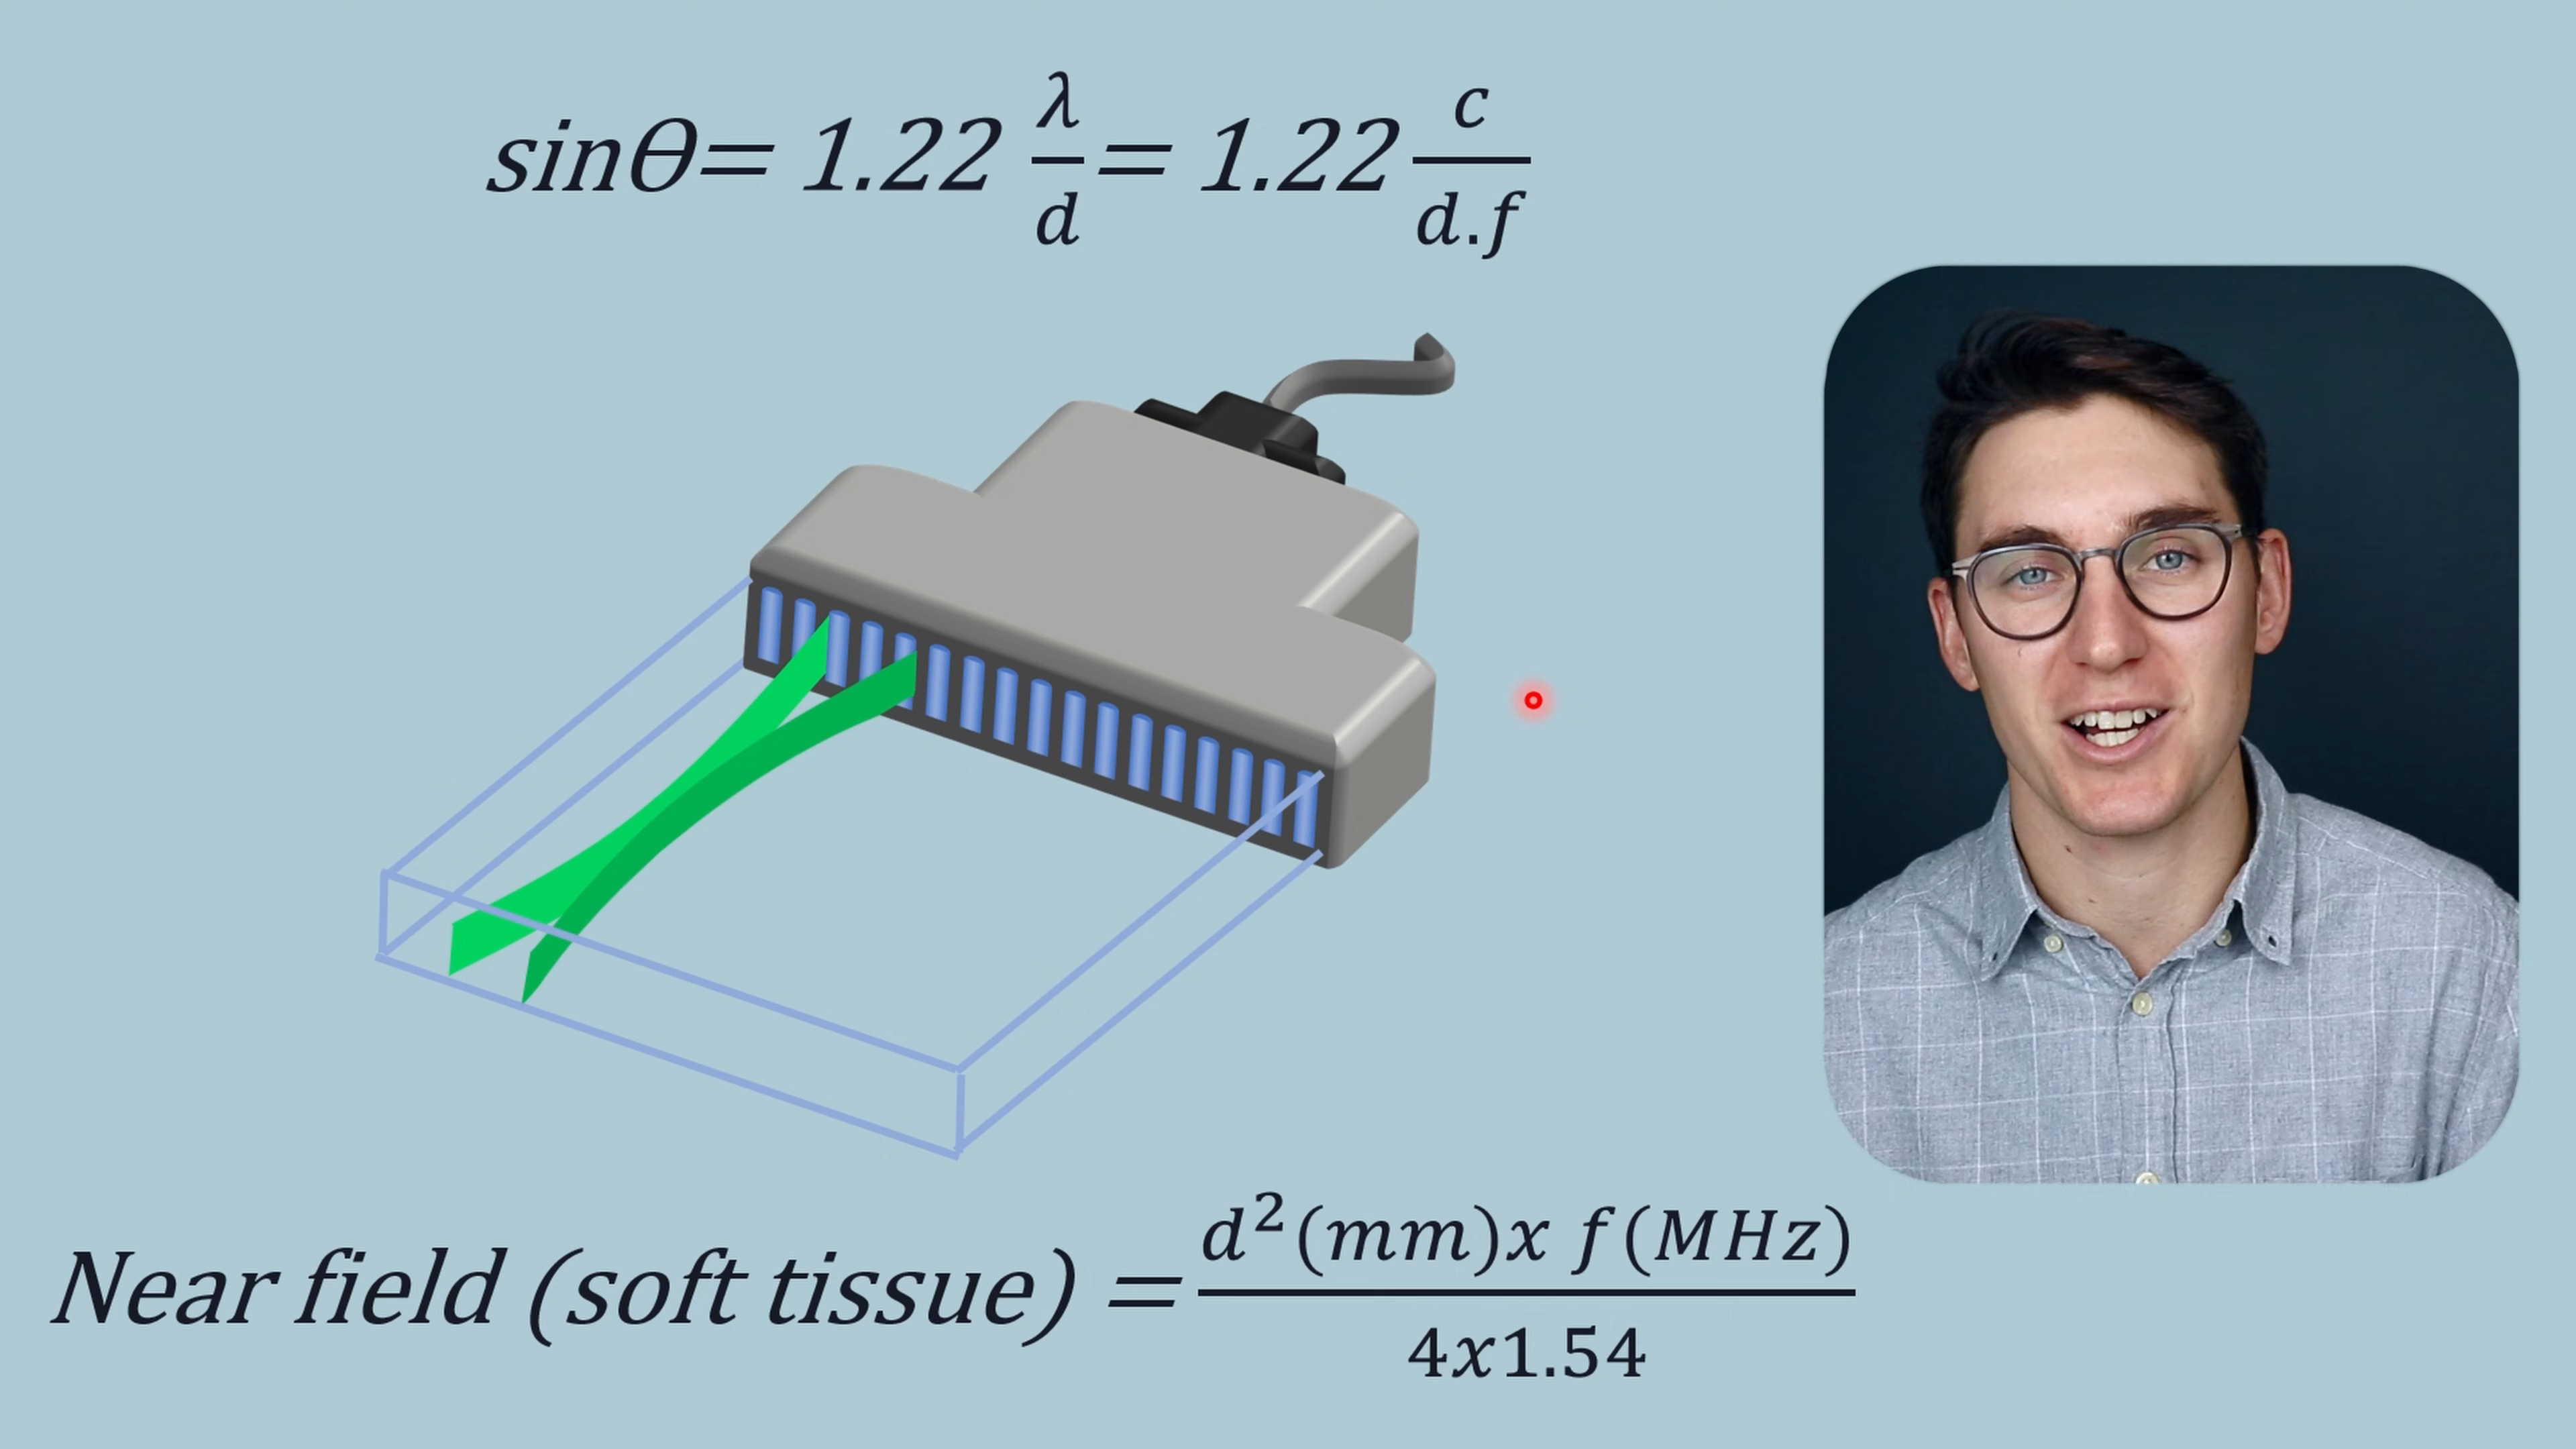 sinθ= 1.22 λ/d = 1.22 c/d.f
Near field (soft tissue) = d²(mm)x f(MHz)/4x1.54